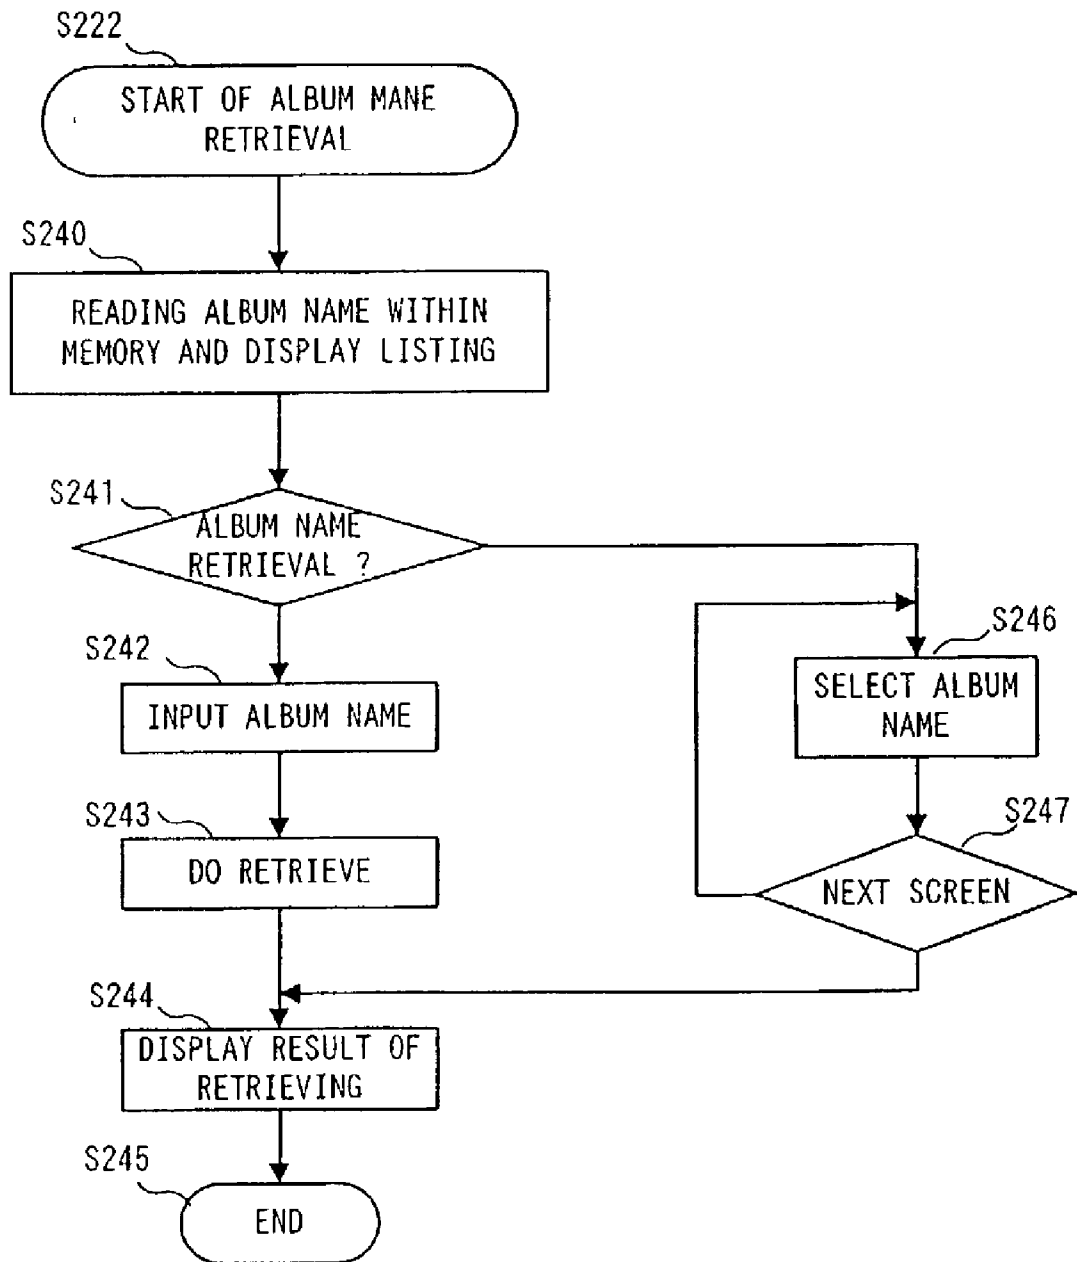 S222
START OF ALBUM MANE
RETRIEVAL
S240
READING ALBUM NAME WITHIN
MEMORY AND DISPLAY LISTING
S241
ALBUM NAME
RETRIEVAL ?
S242
INPUT ALBUM NAME
S243
DO RETRIEVE
S246
SELECT ALBUM
NAME
S247
NEXT SCREEN
S244
DISPLAY RESULT OF
RETRIEVING
S245
END